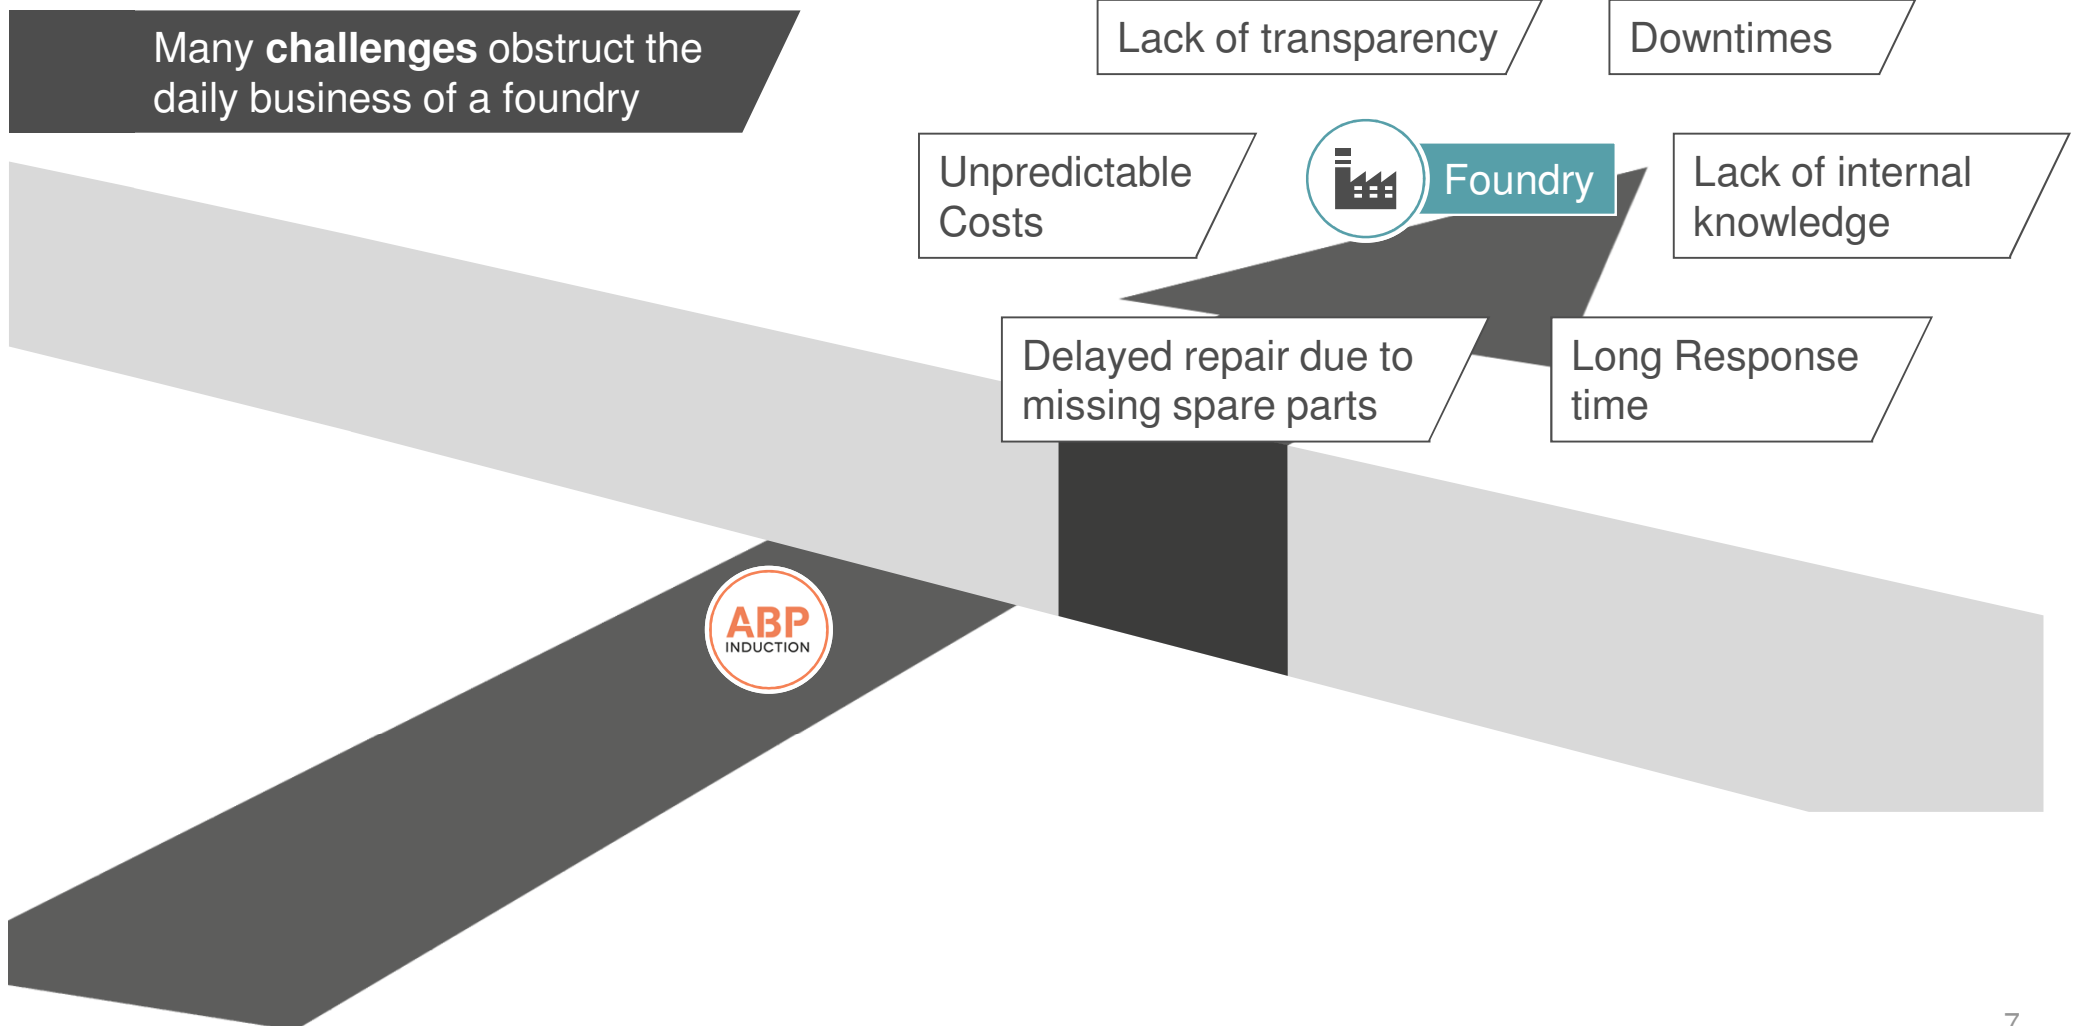 Many challenges obstruct the
daily business of a foundry
Lack of transparency
Downtimes
Unpredictable
Costs
Foundry
Lack of internal
knowledge
Delayed repair due to
missing spare parts
Long Response
time
ABP
INDUCTION
7